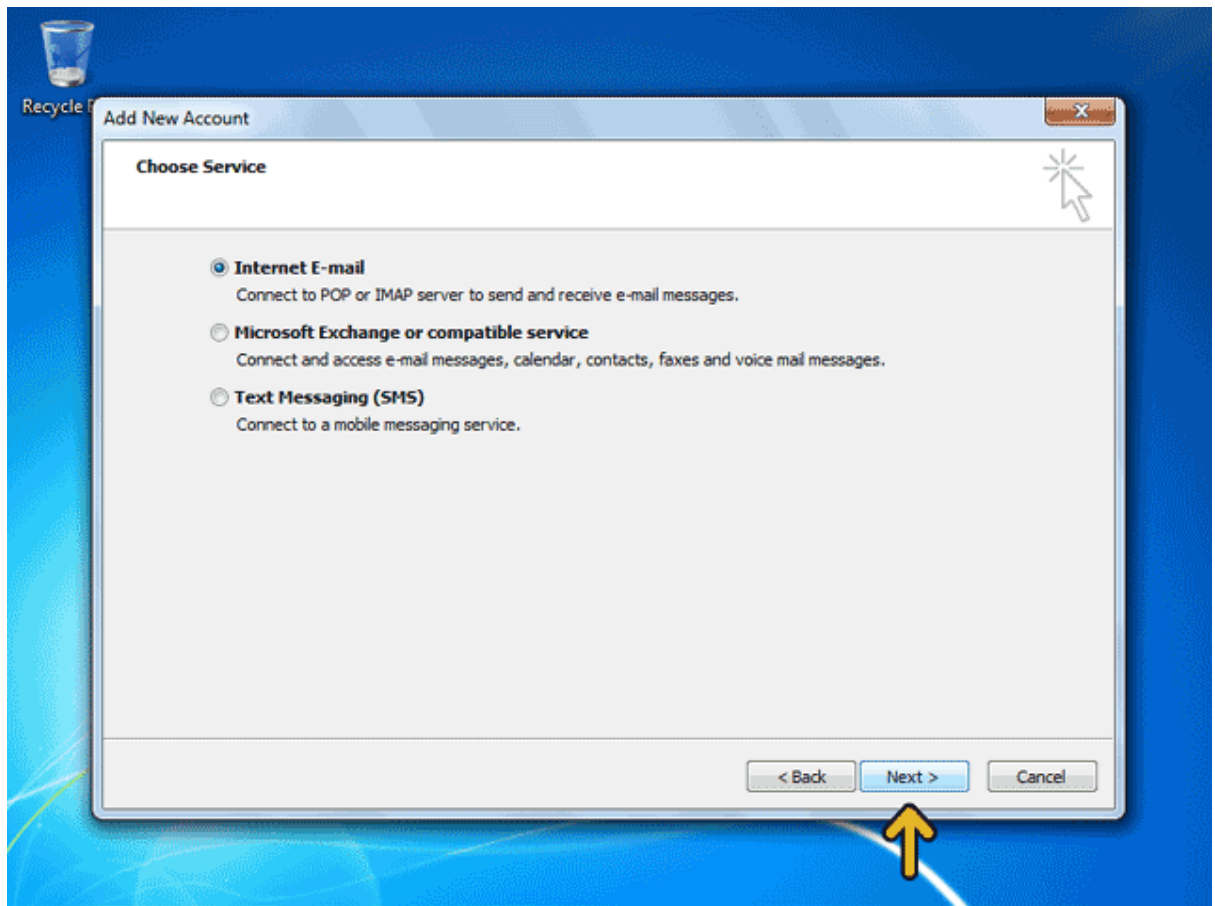 Recycle
Add New Account
Choose Service
Internet E-mail
Connect to POP or IMAP server to send and receive e-mail messages.
Microsoft Exchange or compatible service
Connect and access e-mail messages, calendar, contacts, faxes and voice mail messages.
Text Messaging (SMS)
Connect to a mobile messaging service.
< Back
Next >
Cancel